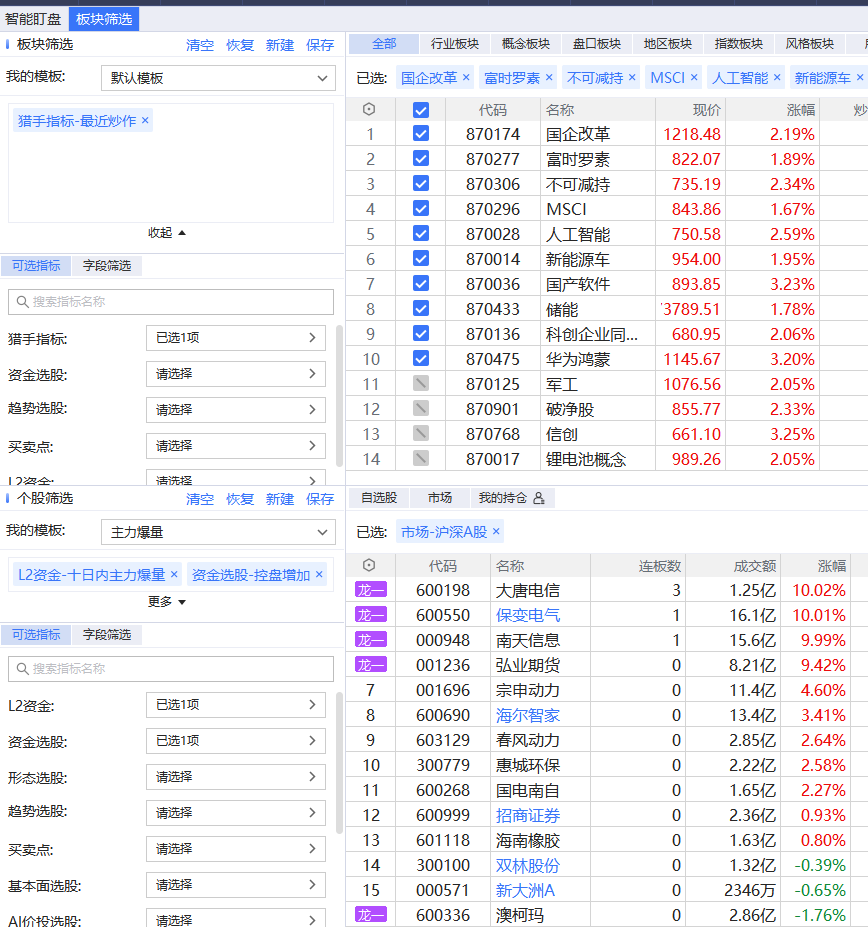 智能盯盘 板块筛选
板块筛选 清空 恢复 新建 保存
我的模板: 默认模板
猎手指标-最近炒作 ×
收起
可选指标 字段筛选
搜索指标名称
猎手指标: 已选1项
资金选股: 请选择
趋势选股: 请选择
买卖点: 请选择
L2资金: 请选择
全部 行业板块 概念板块 盘口板块 地区板块 指数板块 风格板块
已选: 国企改革 × 富时罗素 × 不可减持 × MSCI × 人工智能 × 新能源车 ×
代码 名称 现价 涨幅 炒
1 870174 国企改革 1218.48 2.19%
2 870277 富时罗素 822.07 1.89%
3 870306 不可减持 735.19 2.34%
4 870296 MSCI 843.86 1.67%
5 870028 人工智能 750.58 2.59%
6 870014 新能源车 954.00 1.95%
7 870036 国产软件 893.85 3.23%
8 870433 储能 3789.51 1.78%
9 870136 科创企业同... 680.95 2.06%
10 870475 华为鸿蒙 1145.67 3.20%
11 870125 军工 1076.56 2.05%
12 870901 破净股 855.77 2.33%
13 870768 信创 661.10 3.25%
14 870017 锂电池概念 989.26 2.05%
个股筛选 清空 恢复 新建 保存
我的模板: 主力爆量
L2资金-十日内主力爆量 × 资金选股-控盘增加 ×
更多
可选指标 字段筛选
搜索指标名称
L2资金: 已选1项
资金选股: 已选1项
形态选股: 请选择
趋势选股: 请选择
买卖点: 请选择
基本面选股: 请选择
AI价投选股: 请选择
自选股 市场 我的持仓
已选: 市场-沪深A股 ×
代码 名称 连板数 成交额 涨幅
龙一 600198 大唐电信 3 1.25亿 10.02%
龙一 600550 保变电气 1 16.1亿 10.01%
龙一 000948 南天信息 1 15.6亿 9.99%
龙一 001236 弘业期货 0 8.21亿 9.42%
7 001696 宗申动力 0 11.4亿 4.60%
8 600690 海尔智家 0 13.4亿 3.41%
9 603129 春风动力 0 2.85亿 2.64%
10 300779 惠城环保 0 2.22亿 2.58%
11 600268 国电南自 0 1.65亿 2.27%
12 600999 招商证券 0 2.36亿 0.93%
13 601118 海南橡胶 0 1.63亿 0.80%
14 300100 双林股份 0 1.32亿 -0.39%
15 000571 新大洲A 0 2346万 -0.65%
龙一 600336 澳柯玛 0 2.86亿 -1.76%